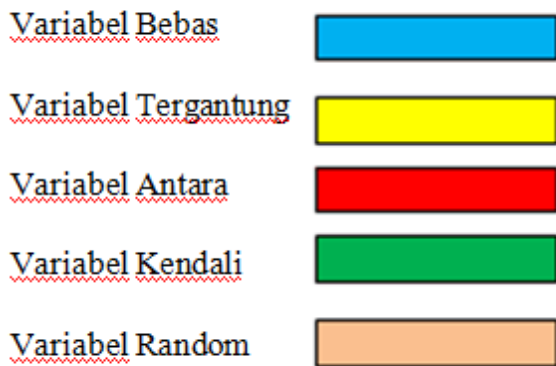 Variabel Bebas
Variabel Tergantung
Variabel Antara
Variabel Kendali
Variabel Random